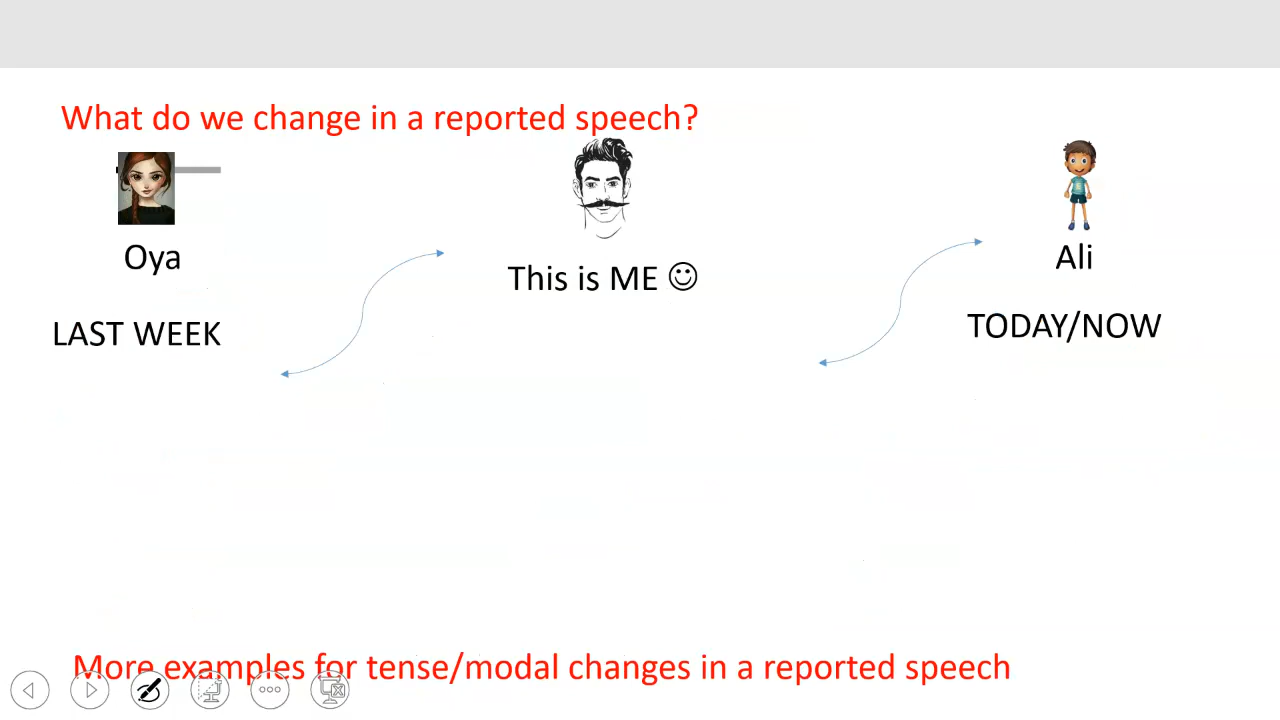 What do we change in a reported speech?
Oya
This is ME ☺
Ali
LAST WEEK
TODAY/NOW
More examples for tense/modal changes in a reported speech